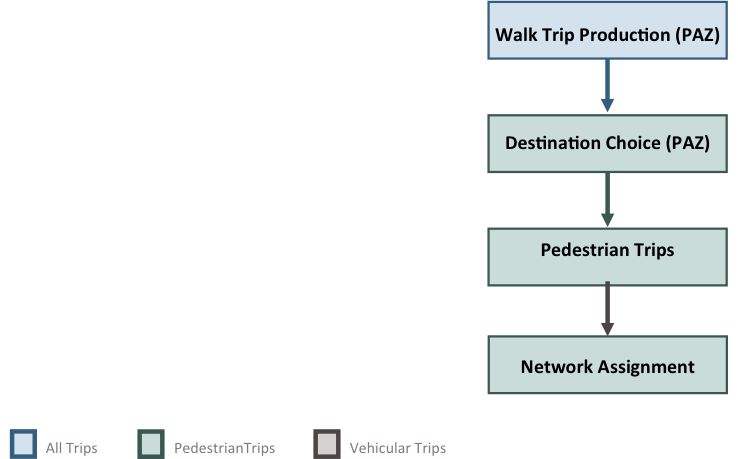 Walk Trip Production (PAZ)
Destination Choice (PAZ)
Pedestrian Trips
Network Assignment
All Trips
PedestrianTrips
Vehicular Trips